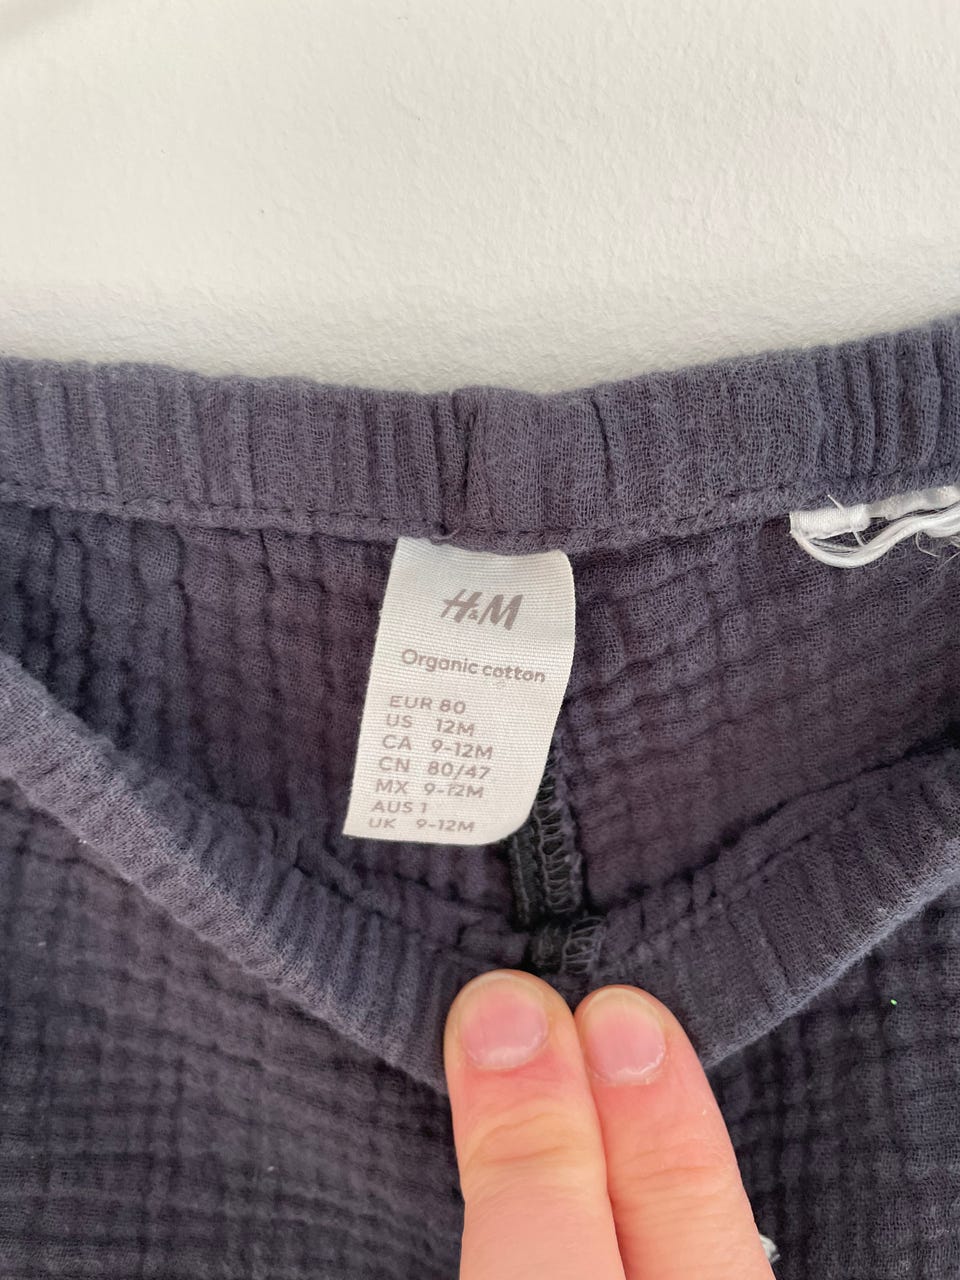 H&M
Organic cotton
EUR 80
US 12M
CA 9-12M
CN 80/47
MX 9-12M
AUS 1
UK 9-12M